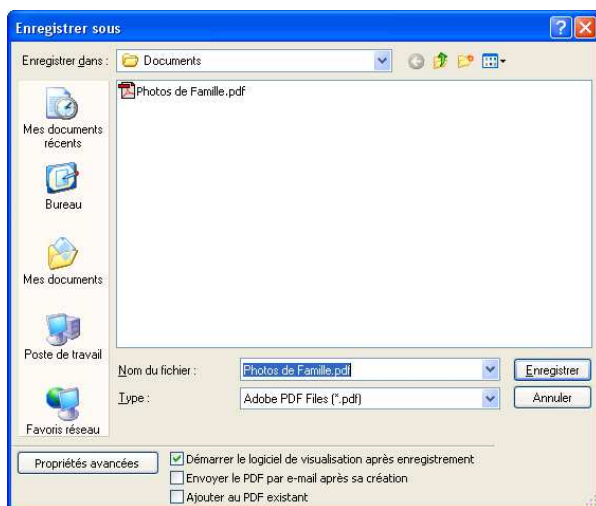 Enregistrer sous
Enregistrer dans : Documents
Photos de Famille.pdf
Mes documents
récents
Bureau
Mes documents
Poste de travail
Favoris réseau
Nom du fichier : Photos de Famille.pdf Enregistrer
Type : Adobe PDF Files (*.pdf) Annuler
Propriétés avancées
Démarrer le logiciel de visualisation après enregistrement
Envoyer le PDF par e-mail après sa création
Ajouter au PDF existant